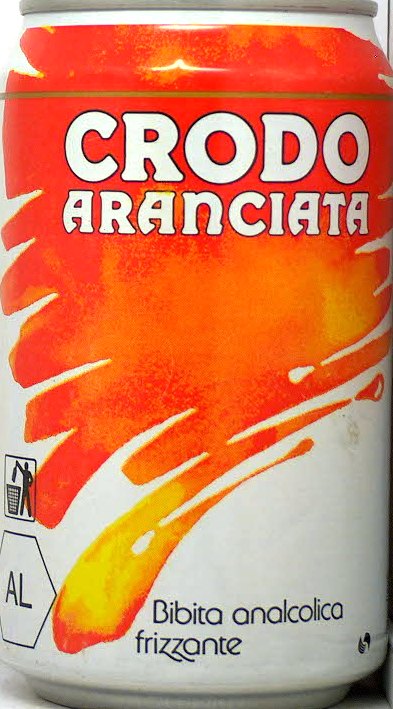 CRODO
ARANCIATA
AL
Bibita analcolica
frizzante